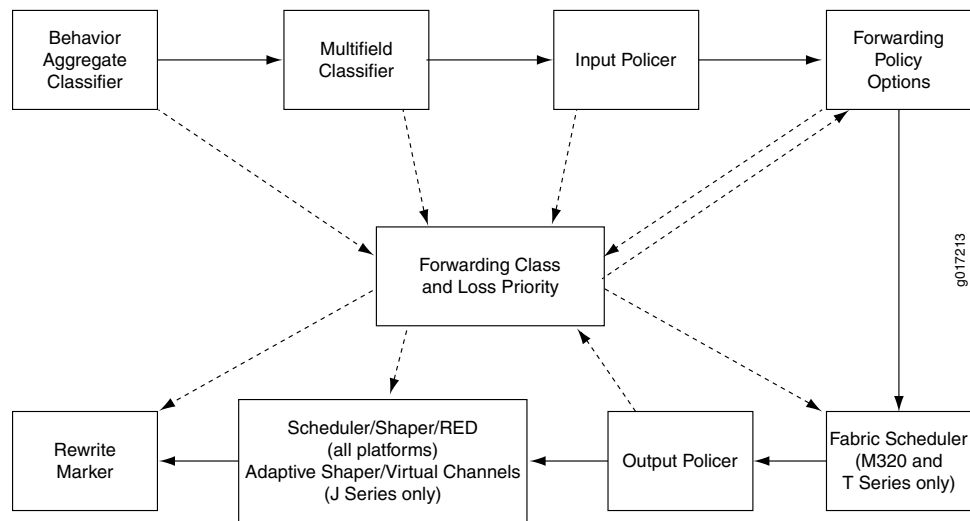 Behavior
Aggregate
Classifier
Multifield
Classifier
Input Policer
Forwarding
Policy
Options
Forwarding Class
and Loss Priority
g017213
Rewrite
Marker
Scheduler/Shaper/RED
(all platforms)
Adaptive Shaper/Virtual Channels
(J Series only)
Output Policer
Fabric Scheduler
(M320 and
T Series only)